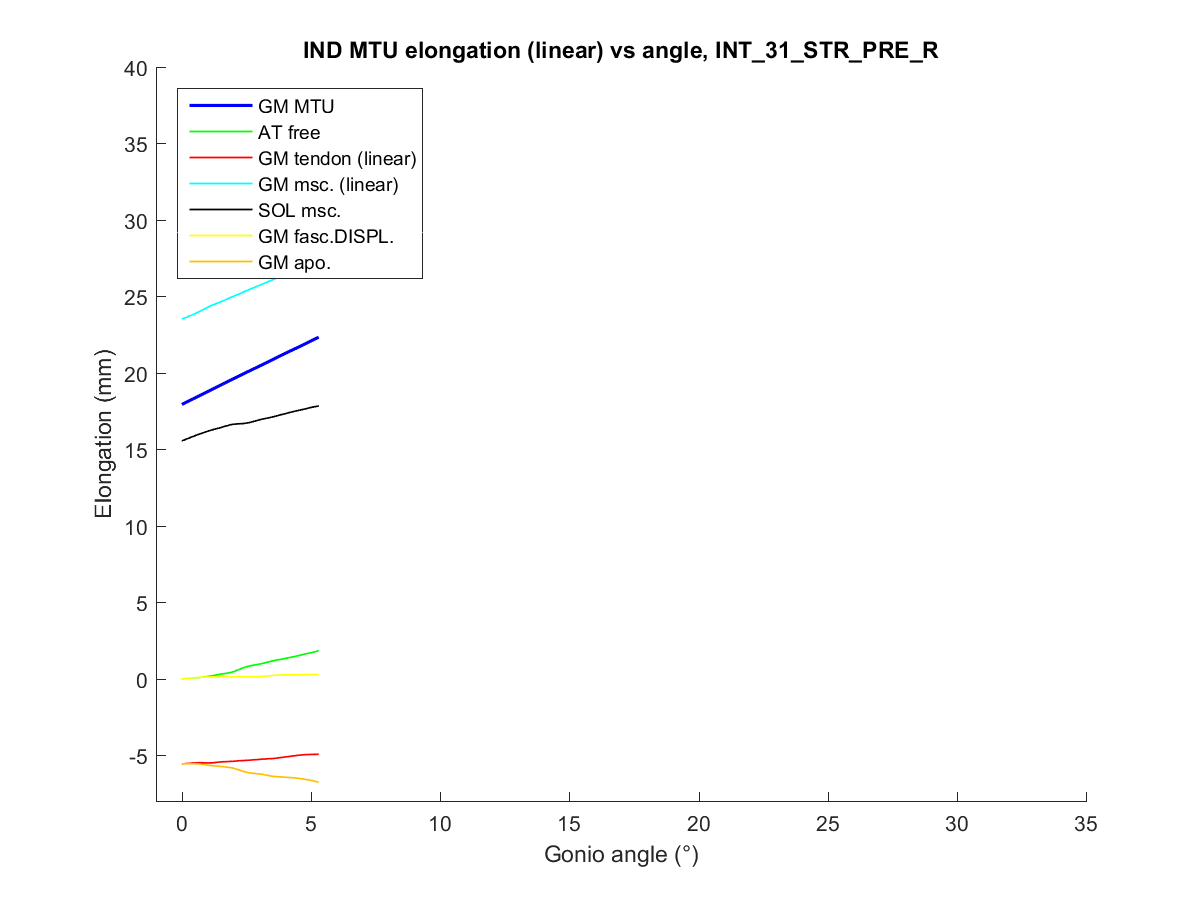 IND MTU elongation (linear) vs angle, INT_31_STR_PRE_R
40
35
30
25
20
15
10
5
0
-5
Elongation (mm)
GM MTU
AT free
GM tendon (linear)
GM msc. (linear)
SOL msc.
GM fasc.DISPL.
GM apo.
0 5 10 15 20 25 30 35
Gonio angle (°)